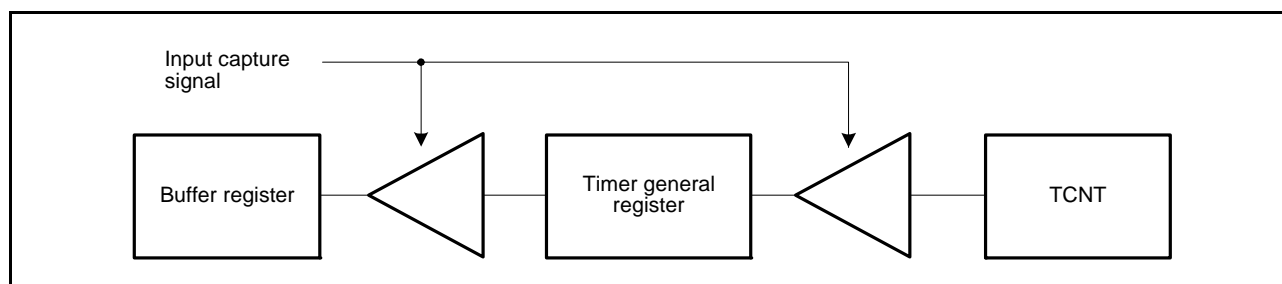 Input capture
signal
Buffer register
Timer general
register
TCNT